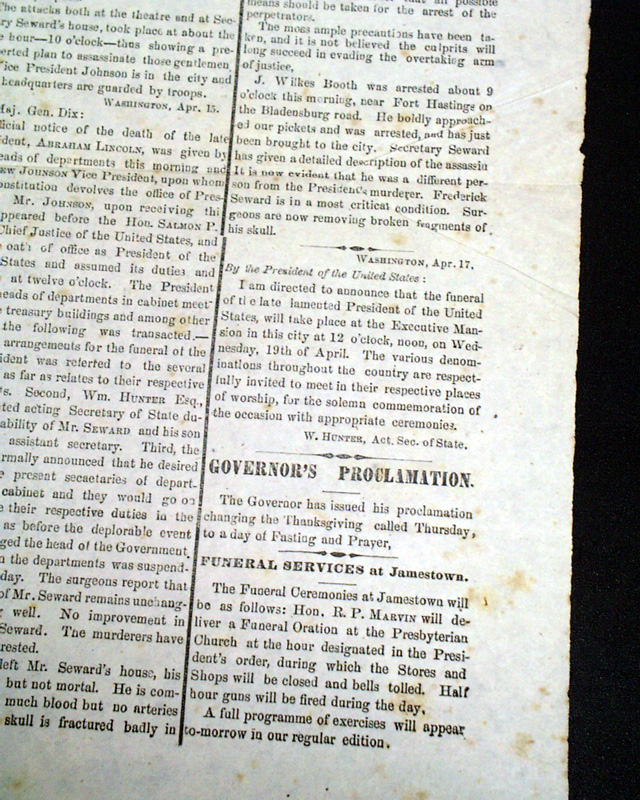 The attacks both at the theatre and at Sec-
ry Seward's house, took place at about the
e hour—10 o'clock—thus showing a pre-
erted plan to assassinate those gentlemen
ice President Johnson is in the city and
headquarters are guarded by troops.
WASHINGTON, Apr. 15.
Maj. Gen. Dix:
icial notice of the death of the late
ident, ABRAHAM LINCOLN, was given by
eads of departments this morning and
EW JOHNSON Vice President, upon whom
onstitution devolves the office of Pres-
Mr. JOHNSON, upon receiving thi
ppeared before the Hon. SALMON P.
Chief Justice of the United States, and
oath of office as President of the
States and assumed its duties and
at twelve o'clock. The President
eads of departments in cabinet meet-
e treasury buildings and among other
the following was transacted.—
arrangements for the funeral of the
ident was referred to the several
as far as relates to their respective
s. Second, Wm. HUNTER Esq.,
ted acting Secretary of State du-
ability of Mr. SEWARD and his son
assistant secretary. Third, the
rmally announced that he desired
e present secaetaries of depart-
cabinet and they would go on
e their respective duties in the
as before the deplorable event
ged the head of the Government.
n the departments was suspend-
day. The surgeons report that
of Mr. Seward remains unchang-
g well. No improvement in
Seward. The murderers have
rested.
left Mr. Seward's house, his
but not mortal. He is com-
much blood but no arteries
skull is fractured badly in
possible
means should be taken for the arrest of the
perpetrators.
The moss ample precautions have been ta-
ken, and it is not believed the culprits will
long succeed in evading the overtaking arm
of justice,
J. Wilkes Booth was arrested about 9
o'clock this morning, near Fort Hastings on
the Bladensburg road. He boldly approach-
ed our pickets and was arrested, and has just
been brought to the city. Secretary Seward
has given a detailed description of the assassin
It is now evident that he was a different per-
son from the President's murderer. Frederick
Seward is in a most critical condition. Sur-
geons are now removing broken fragments of
his skull.
WASHINGTON, Apr. 17.
By the President of the United States:
I am directed to announce that the funeral
of the late lamented President of the United
States, will take place at the Executive Man-
sion in this city at 12 o'clock, noon, on Wed-
nesday, 19th of April. The various denom-
inations throughout the country are respect-
fully invited to meet in their respective places
of worship, for the solemn commemoration of
the occasion with appropriate ceremonies.
W. HUNTER, Act. Sec. of State.
GOVERNOR'S PROCLAMATION.
The Governor has issued his proclamation
changing the Thanksgiving called Thursday,
to a day of Fasting and Prayer,
FUNERAL SERVICES at Jamestown.
The Funeral Ceremonies at Jamestown will
be as follows: Hon. R. P. MARVIN will de-
liver a Funeral Oration at the Presbyterian
Church at the hour designated in the Presi-
dent's order, during which the Stores and
Shops will be closed and bells tolled. Half
hour guns will be fired during the day,
A full programme of exercises will appear
to-morrow in our regular edition.